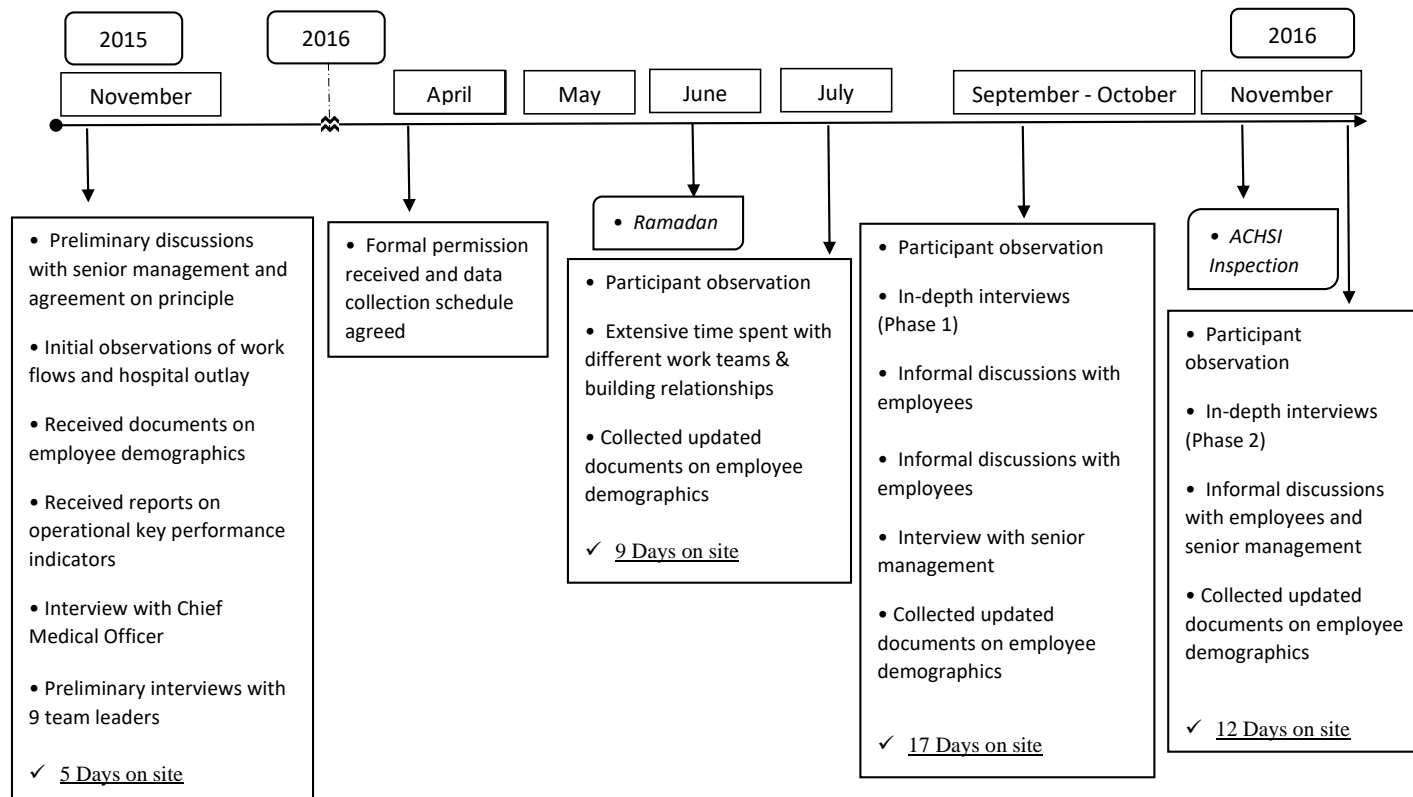 2015
2016
2016
November
April
May
June
July
September - October
November
• Preliminary discussions
with senior management and
agreement on principle
• Initial observations of work
flows and hospital outlay
• Received documents on
employee demographics
• Received reports on
operational key performance
indicators
• Interview with Chief
Medical Officer
• Preliminary interviews with
9 team leaders
✓ 5 Days on site
• Formal permission
received and data
collection schedule
agreed
• Ramadan
• Participant observation
• Extensive time spent with
different work teams &
building relationships
• Collected updated
documents on employee
demographics
✓ 9 Days on site
• Participant observation
• In-depth interviews
(Phase 1)
• Informal discussions with
employees
• Informal discussions with
employees
• Interview with senior
management
• Collected updated
documents on employee
demographics
✓ 17 Days on site
• ACHSI
Inspection
• Participant
observation
• In-depth interviews
(Phase 2)
• Informal discussions
with employees and
senior management
• Collected updated
documents on employee
demographics
✓ 12 Days on site